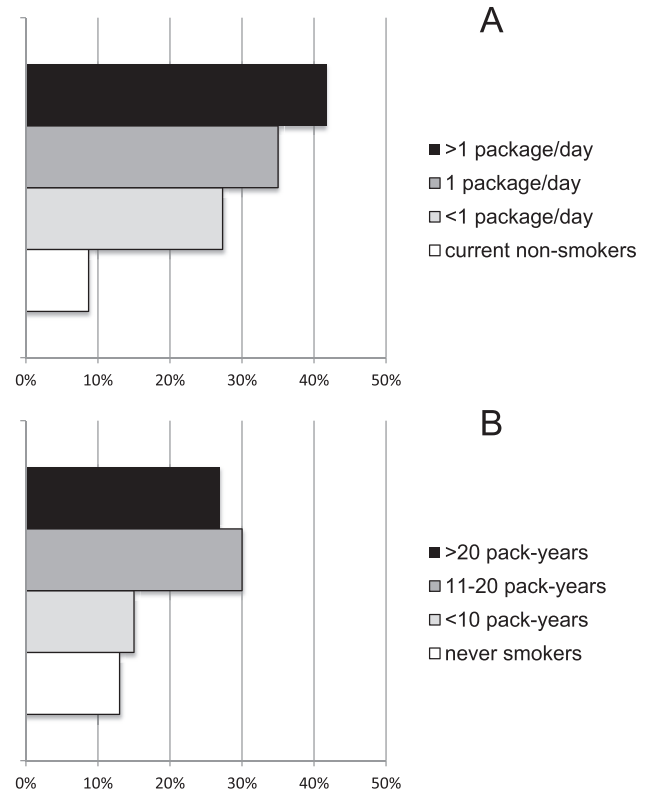 A
>1 package/day
1 package/day
<1 package/day
current non-smokers
0% 10% 20% 30% 40% 50%
B
>20 pack-years
11-20 pack-years
<10 pack-years
never smokers
0% 10% 20% 30% 40% 50%